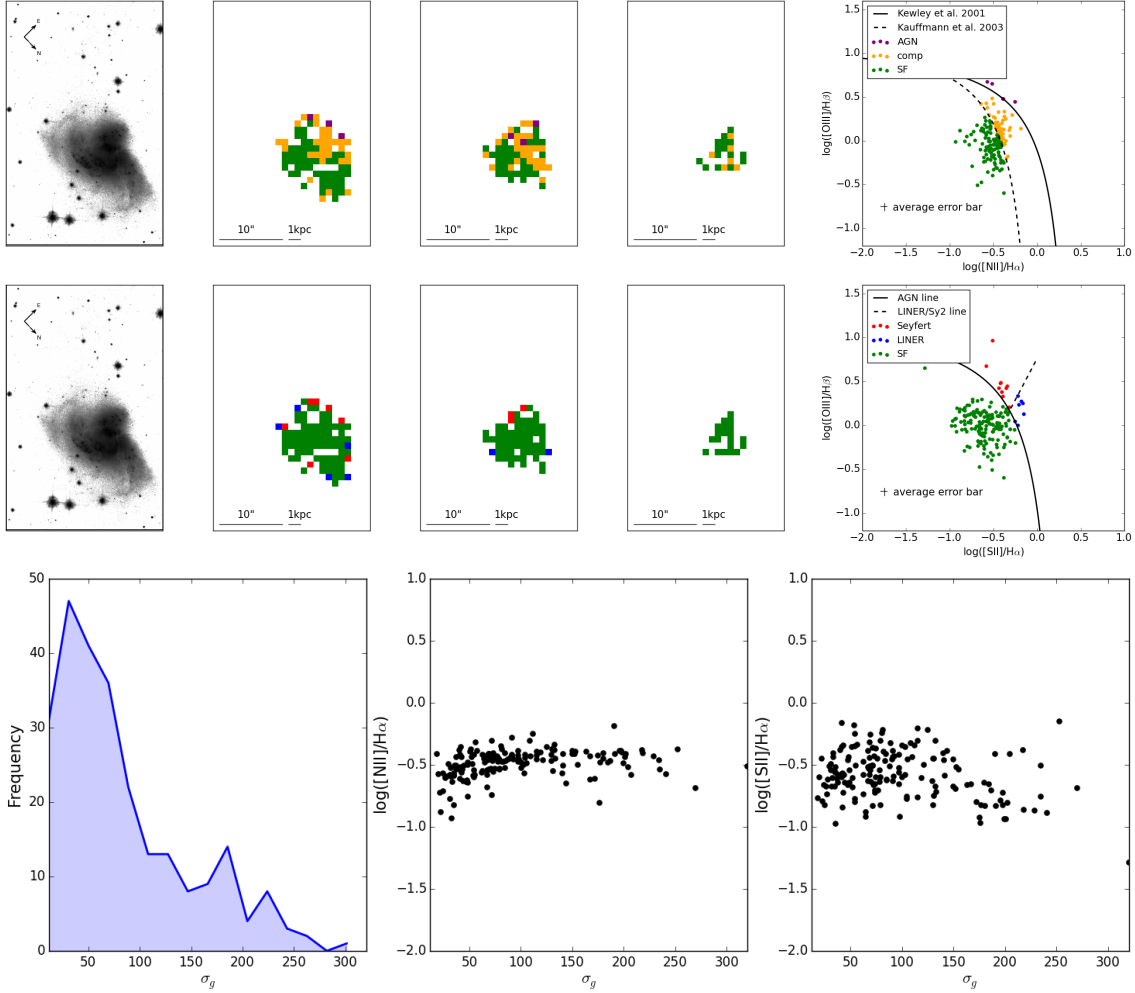 E
N
10" 1kpc
10" 1kpc
10" 1kpc
Kewley et al. 2001
Kauffmann et al. 2003
AGN
comp
SF
average error bar
log([OIII]/Hβ)
1.5
1.0
0.5
0.0
−0.5
−1.0
−2.0 −1.5 −1.0 −0.5 0.0 0.5 1.0
log([NII]/Hα)
E
N
10" 1kpc
10" 1kpc
10" 1kpc
AGN line
LINER/Sy2 line
Seyfert
LINER
SF
average error bar
log([OIII]/Hβ)
1.5
1.0
0.5
0.0
−0.5
−1.0
−2.0 −1.5 −1.0 −0.5 0.0 0.5 1.0
log([SII]/Hα)
Frequency
50
40
30
20
10
0
50 100 150 200 250 300
σg
log([NII]/Hα)
1.0
0.5
0.0
−0.5
−1.0
−1.5
−2.0
50 100 150 200 250 300
σg
log([SII]/Hα)
1.0
0.5
0.0
−0.5
−1.0
−1.5
−2.0
50 100 150 200 250 300
σg